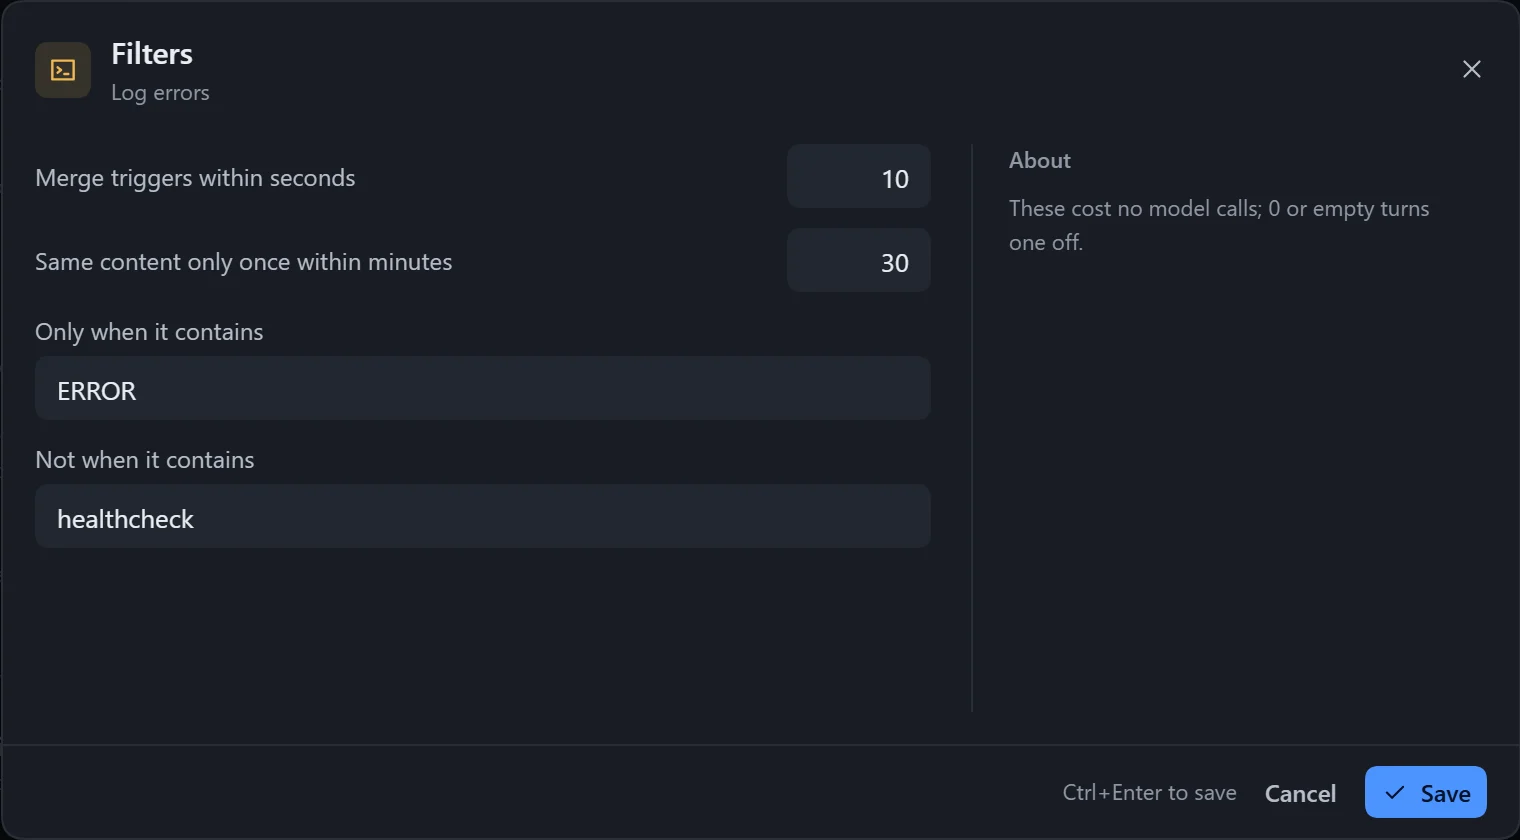 Filters
Log errors
Merge triggers within seconds
10
Same content only once within minutes
30
Only when it contains
ERROR
Not when it contains
healthcheck
About
These cost no model calls; 0 or empty turns
one off.
Ctrl+Enter to save
Cancel
Save